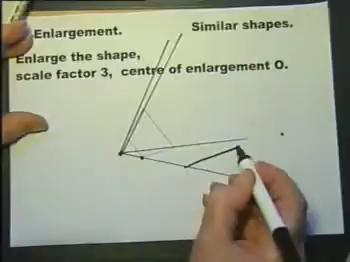 Enlargement. Similar shapes.
Enlarge the shape,
scale factor 3, centre of enlargement O.